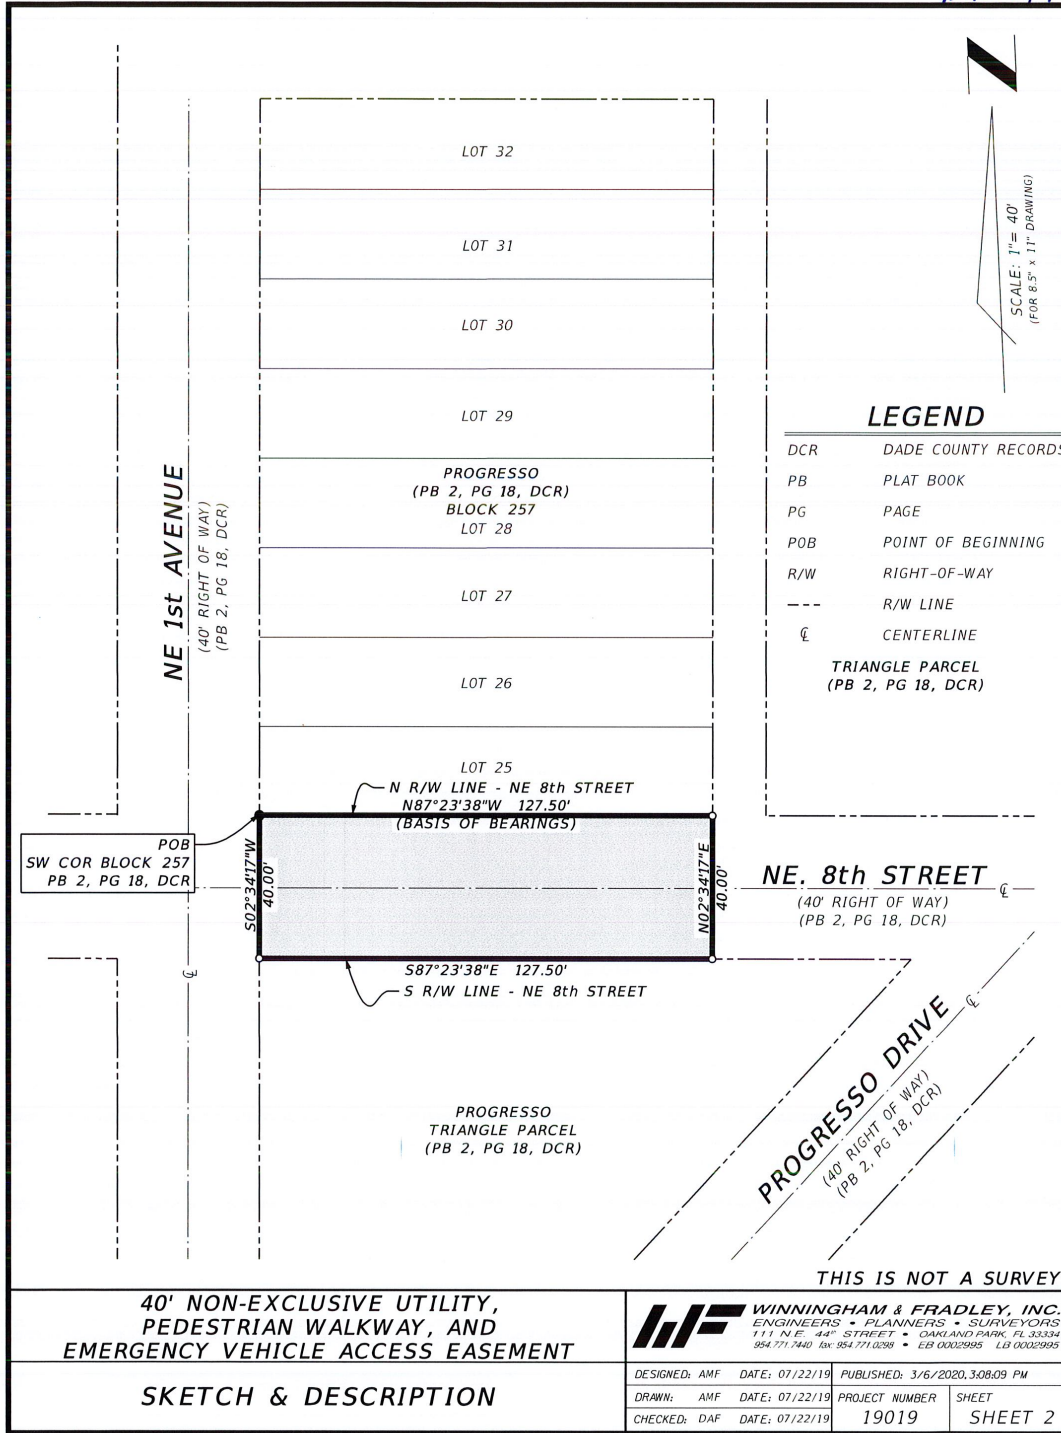 N
SCALE: 1"= 40'
(FOR 8.5" x 11" DRAWING)
LOT 32
LOT 31
LOT 30
LOT 29
PROGRESSO
(PB 2, PG 18, DCR)
BLOCK 257
LOT 28
LOT 27
LOT 26
LOT 25
NE 1st AVENUE
(40' RIGHT OF WAY)
(PB 2, PG 18, DCR)
LEGEND
DCR DADE COUNTY RECORDS
PB PLAT BOOK
PG PAGE
POB POINT OF BEGINNING
R/W RIGHT-OF-WAY
--- R/W LINE
℄ CENTERLINE
TRIANGLE PARCEL
(PB 2, PG 18, DCR)
N R/W LINE - NE 8th STREET
N87°23'38"W 127.50'
(BASIS OF BEARINGS)
POB
SW COR BLOCK 257
PB 2, PG 18, DCR
S02°34'17"W
40.00'
N02°34'17"E
40.00'
NE. 8th STREET ℄
(40' RIGHT OF WAY)
(PB 2, PG 18, DCR)
S87°23'38"E 127.50'
S R/W LINE - NE 8th STREET
℄
PROGRESSO DRIVE ℄
(40' RIGHT OF WAY)
(PB 2, PG 18, DCR)
PROGRESSO
TRIANGLE PARCEL
(PB 2, PG 18, DCR)
THIS IS NOT A SURVEY
40' NON-EXCLUSIVE UTILITY,
PEDESTRIAN WALKWAY, AND
EMERGENCY VEHICLE ACCESS EASEMENT
SKETCH & DESCRIPTION
WF
WINNINGHAM & FRADLEY, INC.
ENGINEERS • PLANNERS • SURVEYORS
111 N.E. 44th STREET • OAKLAND PARK, FL 33334
954.771.7440 fax: 954.771.0298 • EB 0002995 LB 0002995
DESIGNED: AMF DATE: 07/22/19 PUBLISHED: 3/6/2020, 3:08:09 PM
DRAWN: AMF DATE: 07/22/19 PROJECT NUMBER SHEET
CHECKED: DAF DATE: 07/22/19 19019 SHEET 2